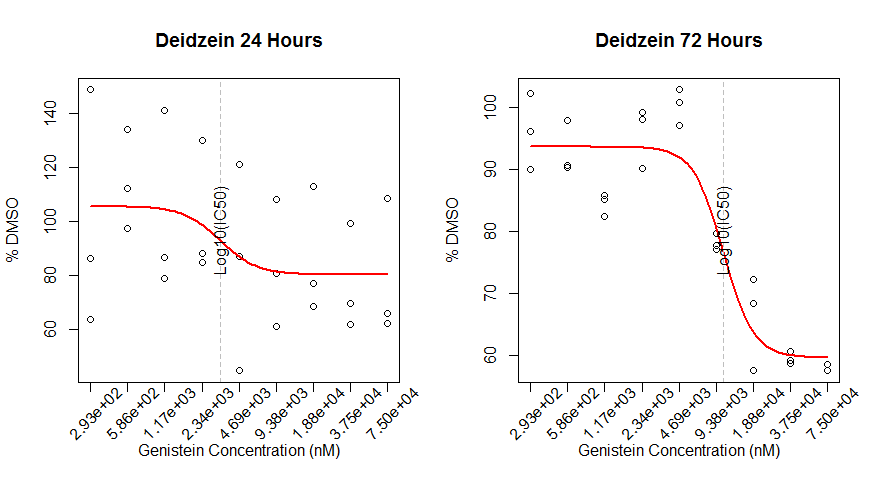 Deidzein 24 Hours
% DMSO
140
120
100
80
60
Log10(IC50)
2.93e+02
5.86e+02
1.17e+03
2.34e+03
4.69e+03
9.38e+03
1.88e+04
3.75e+04
7.50e+04
Genistein Concentration (nM)
Deidzein 72 Hours
% DMSO
100
90
80
70
60
Log10(IC50)
2.93e+02
5.86e+02
1.17e+03
2.34e+03
4.69e+03
9.38e+03
1.88e+04
3.75e+04
7.50e+04
Genistein Concentration (nM)